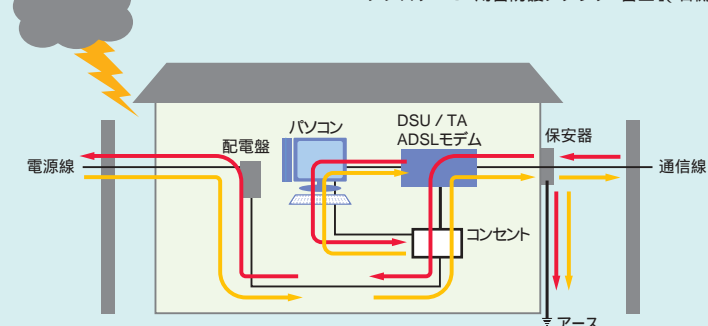 DSU / TA
ADSLモデム
パソコン
保安器
配電盤
電源線
通信線
コンセント
アース